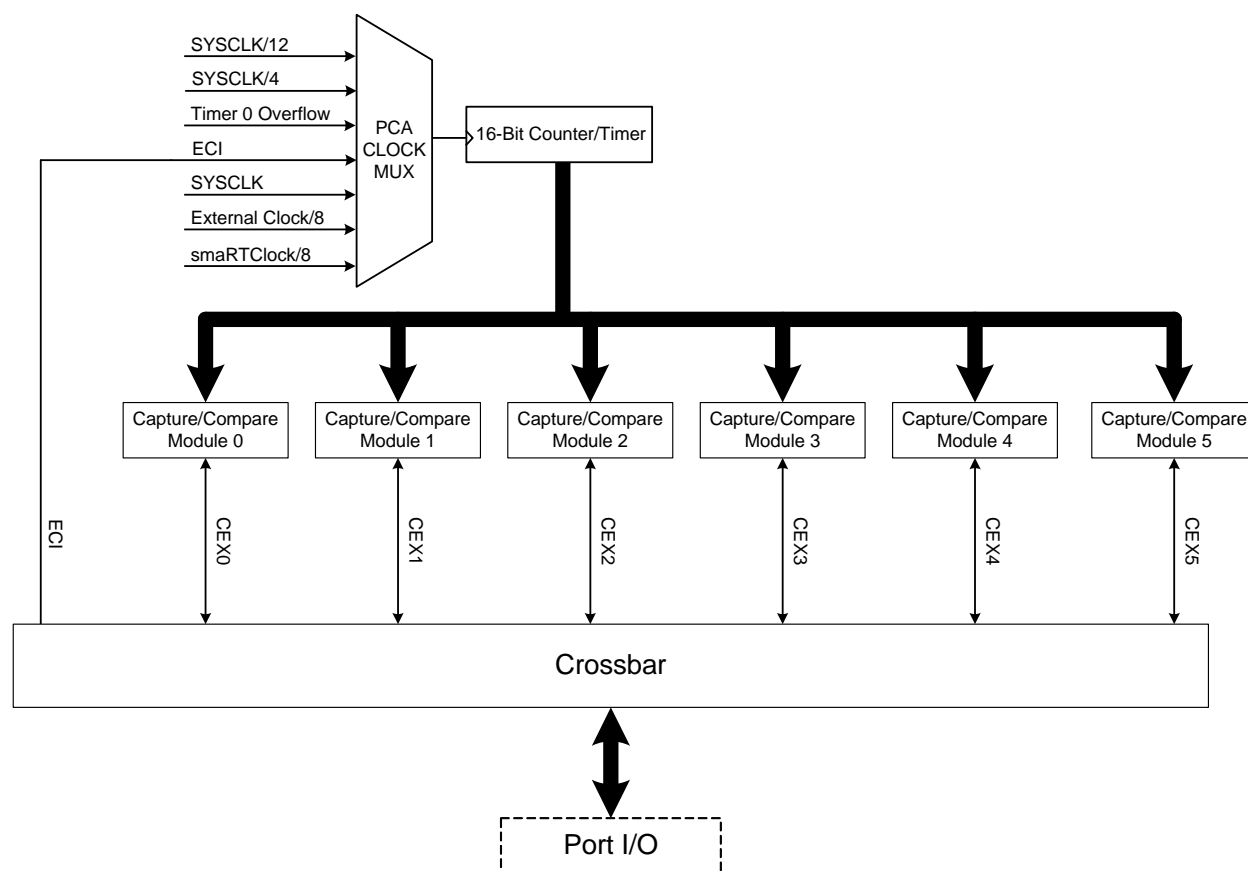 SYSCLK/12
SYSCLK/4
Timer 0 Overflow
ECI
SYSCLK
External Clock/8
smaRTClock/8
PCA
CLOCK
MUX
16-Bit Counter/Timer
Capture/Compare
Module 0
Capture/Compare
Module 1
Capture/Compare
Module 2
Capture/Compare
Module 3
Capture/Compare
Module 4
Capture/Compare
Module 5
ECI
CEX0
CEX1
CEX2
CEX3
CEX4
CEX5
Crossbar
Port I/O